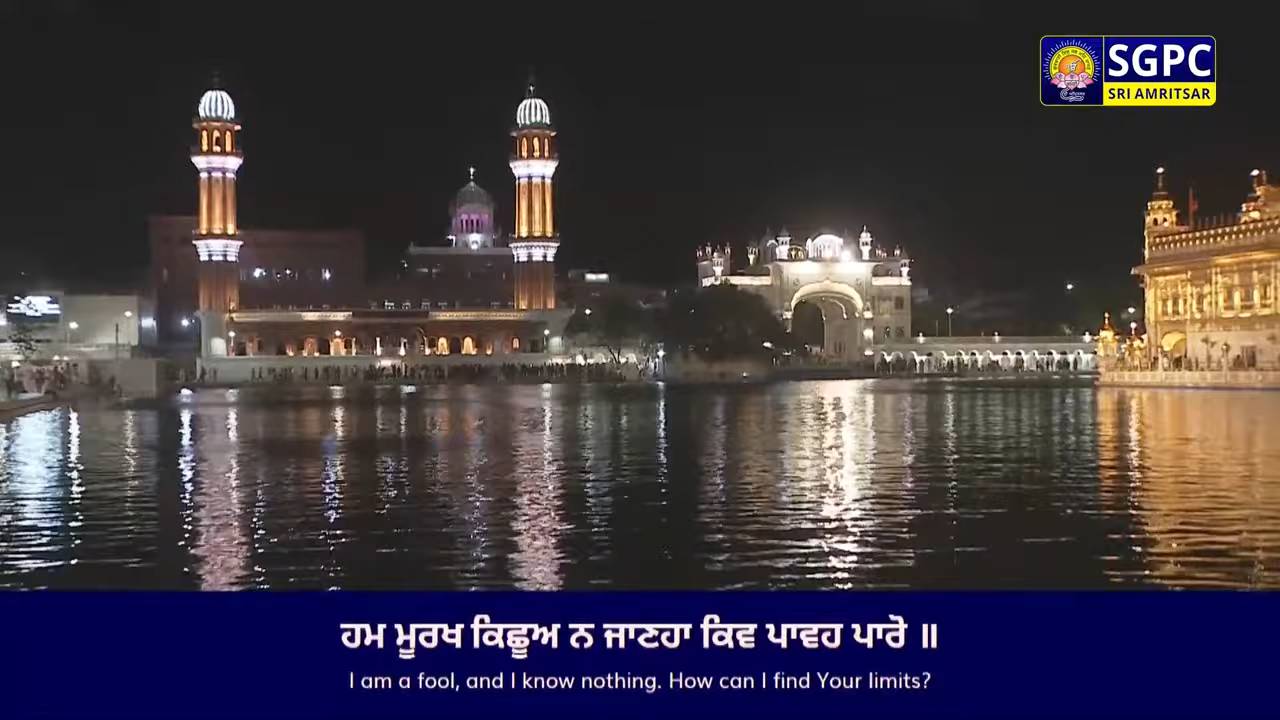 SGPC
SRI AMRITSAR
ਹਮ ਮੂਰਖ ਕਿਛੂਅ ਨ ਜਾਣਹਾ ਕਿਵ ਪਾਵਹ ਪਾਰੋ ॥
I am a fool, and I know nothing. How can I find Your limits?